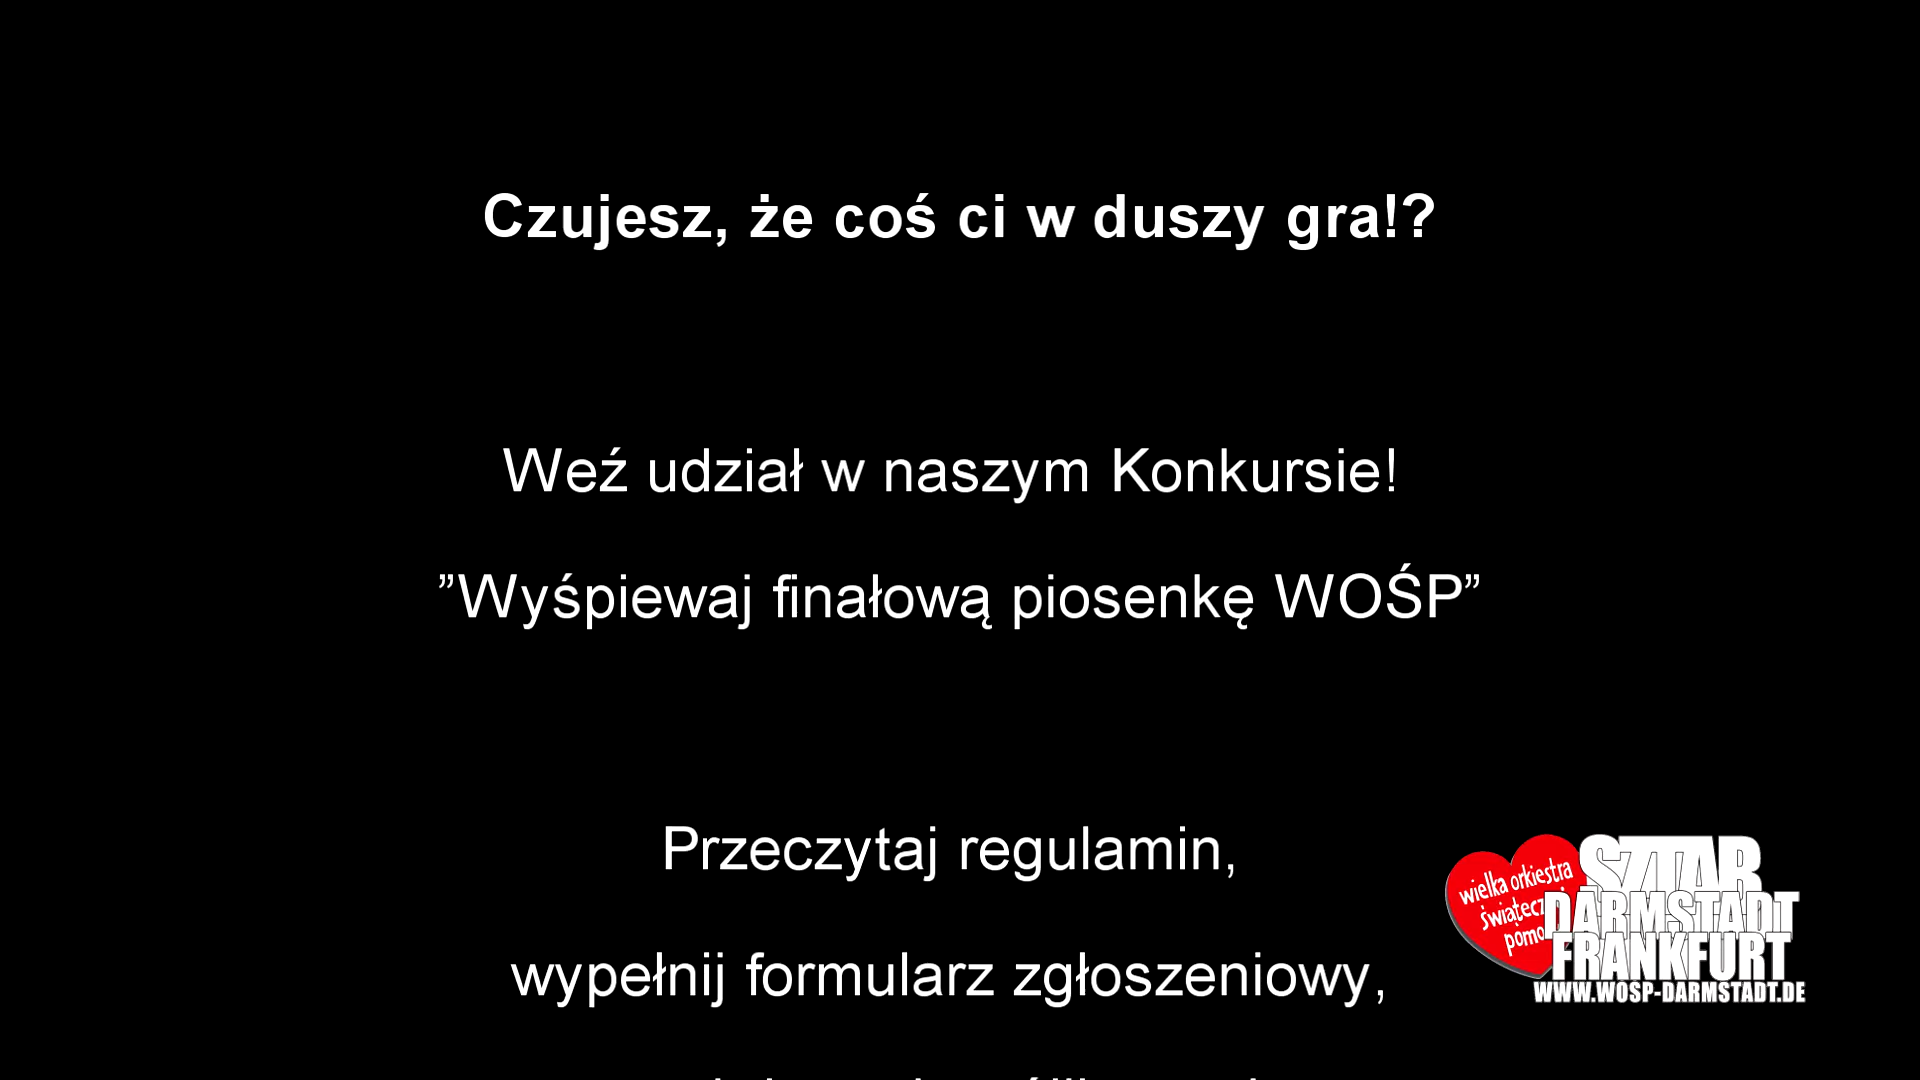 Czujesz, że coś ci w duszy gra!?
Weź udział w naszym Konkursie!
”Wyśpiewaj finałową piosenkę WOŚP”
Przeczytaj regulamin,
wypełnij formularz zgłoszeniowy,
wielka orkiestra
SZTAB
DARMSTADT
FRANKFURT
WWW.WOSP-DARMSTADT.DE